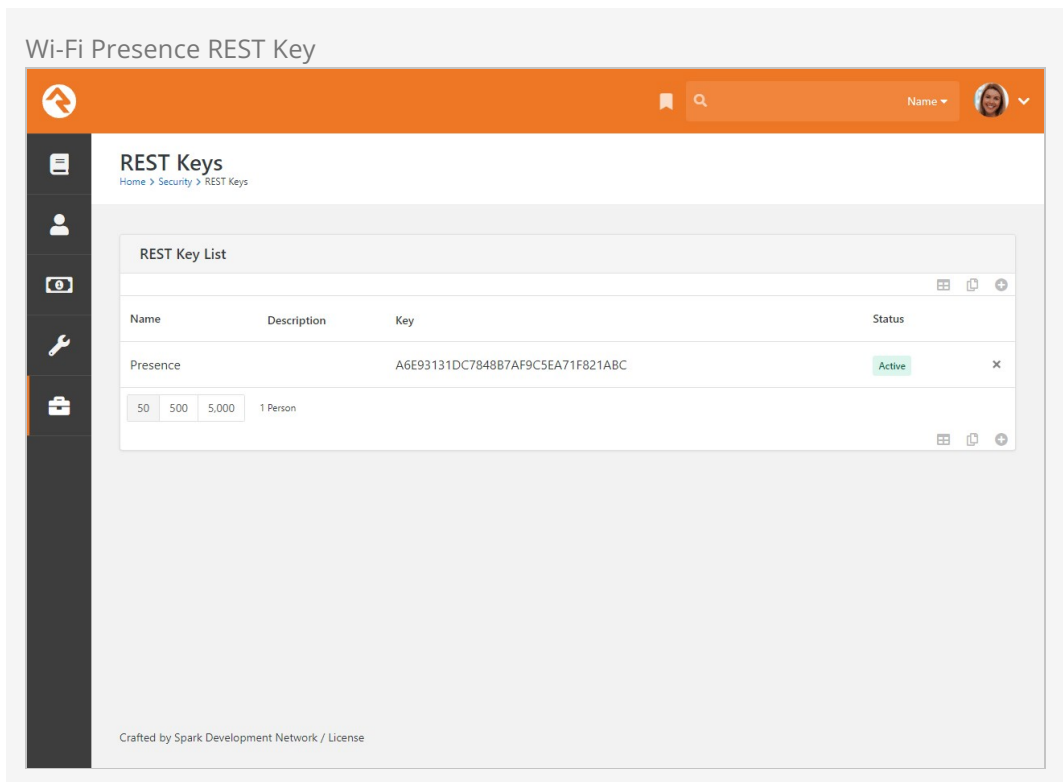 Wi-Fi Presence REST Key
Name
REST Keys
Home > Security > REST Keys
REST Key List
Name Description Key Status
Presence A6E93131DC7848B7AF9C5EA71F821ABC Active
50 500 5,000 1 Person
Crafted by Spark Development Network / License